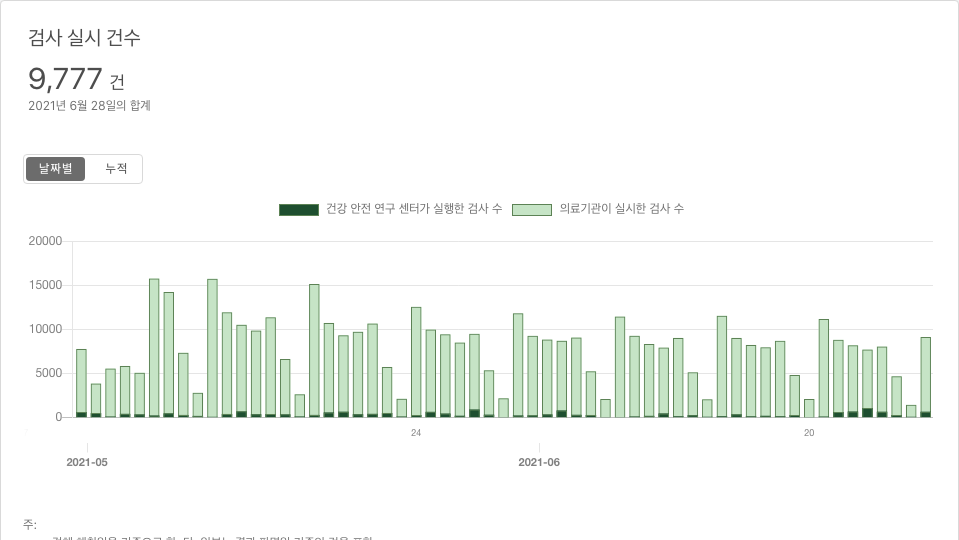 검사 실시 건수
9,777 건
2021년 6월 28일의 합계
날짜별 누적
건강 안전 연구 센터가 실행한 검사 수 의료기관이 실시한 검사 수
20000
15000
10000
5000
0
24 20
2021-05 2021-06
주: